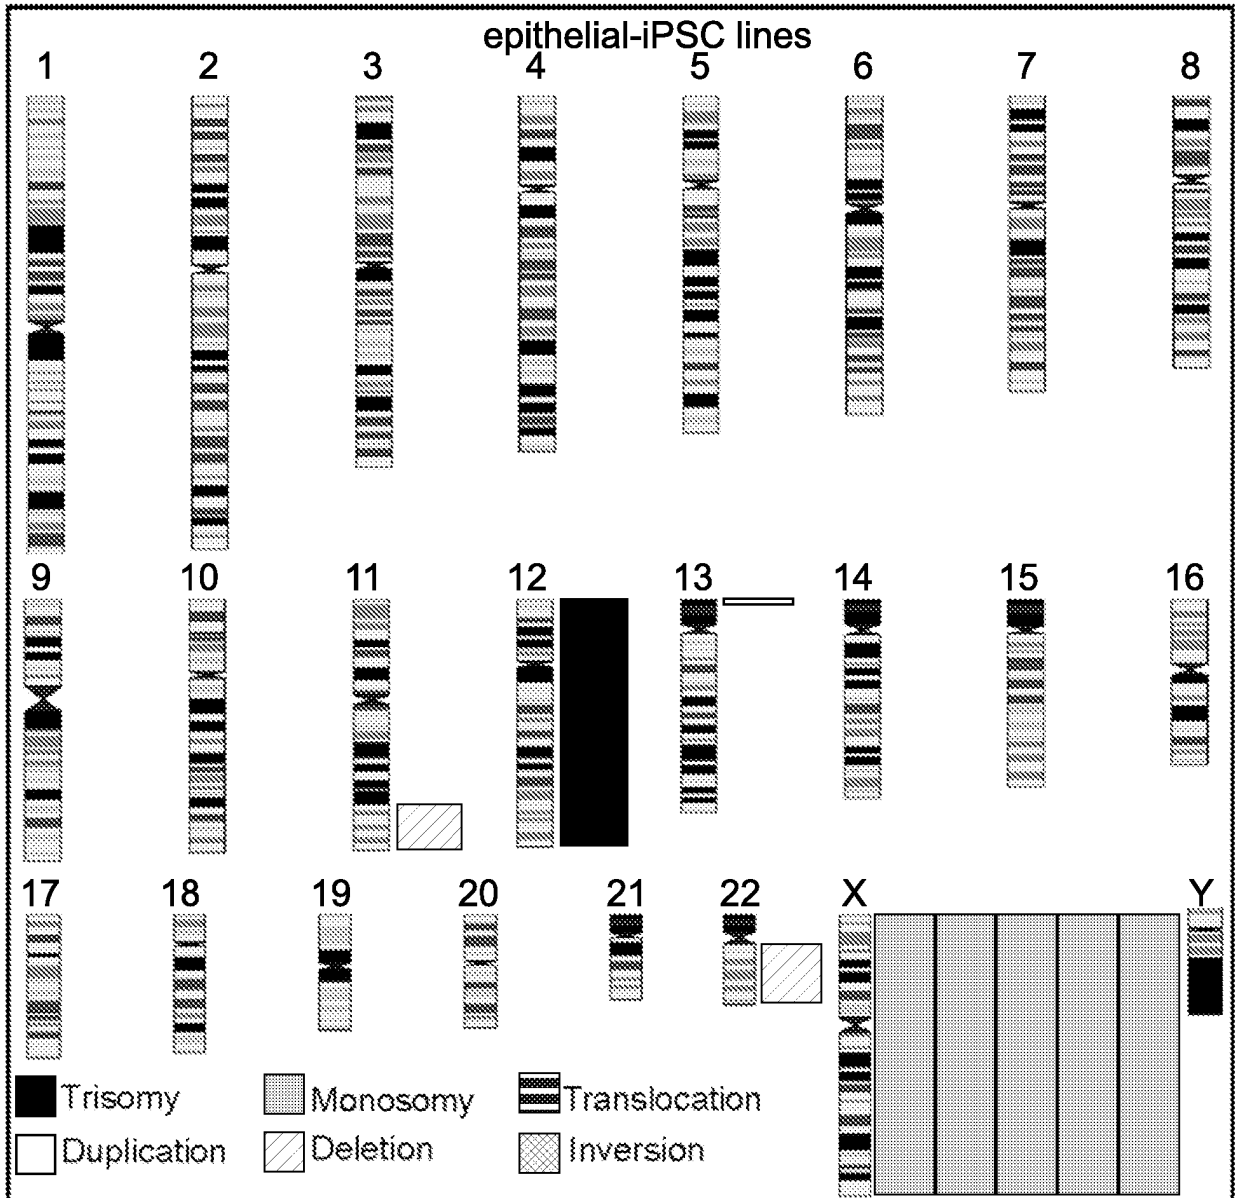 epithelial-iPSC lines
1 2 3 4 5 6 7 8
9 10 11 12 13 14 15 16
17 18 19 20 21 22 X Y
Trisomy Monosomy Translocation
Duplication Deletion Inversion